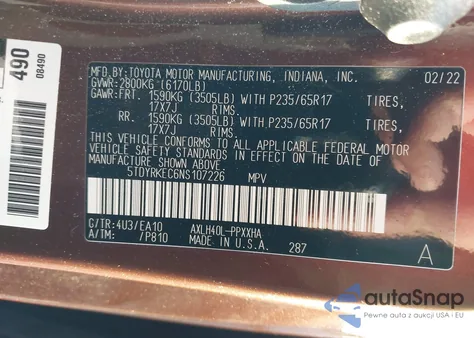 490
08490
MFD.BY:TOYOTA MOTOR MANUFACTURING, INDIANA, INC. 02/22
GVWR:2800KG (6170LB)
GAWR:FRT. 1590KG (3505LB) WITH P235/65R17 TIRES,
17X7J RIMS.
RR. 1590KG (3505LB) WITH P235/65R17 TIRES,
17X7J RIMS.
THIS VEHICLE CONFORMS TO ALL APPLICABLE FEDERAL MOTOR
VEHICLE SAFETY STANDARDS IN EFFECT ON THE DATE OF
MANUFACTURE SHOWN ABOVE.
5TDYRKEC6NS107226 MPV
C/TR:4U3/EA10 AXLH40L-PPXXHA
A/TM: /P810 MADE IN U.S.A. 287
A
autoSnap
Pewne auta z aukcji USA i EU